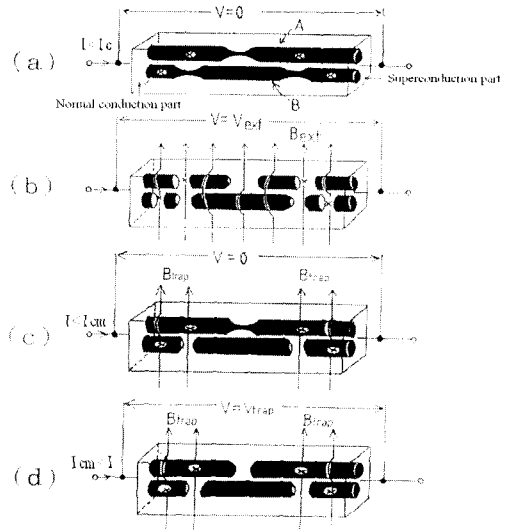 V=0
A
(a)
I<Ic
Superconduction part
Normal conduction part
B
V=Vext
Bext
(b)
V=0
Btrap
Btrap
(c)
I<Icm
V=Vtrap
Btrap
Btrap
(d)
Icm<I